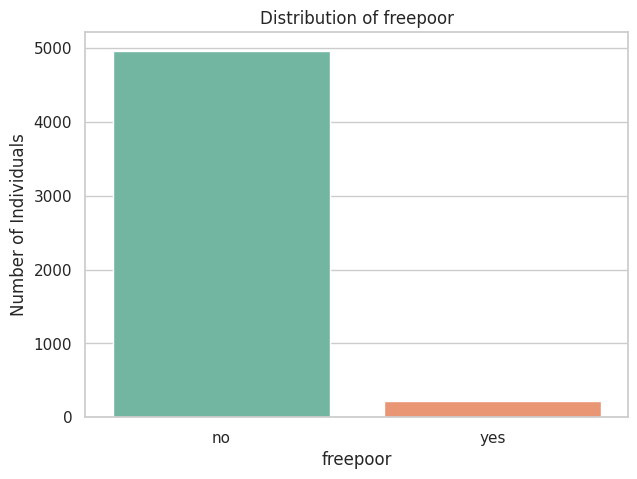 Distribution of freepoor
5000
4000
3000
2000
1000
0
Number of Individuals
no
yes
freepoor